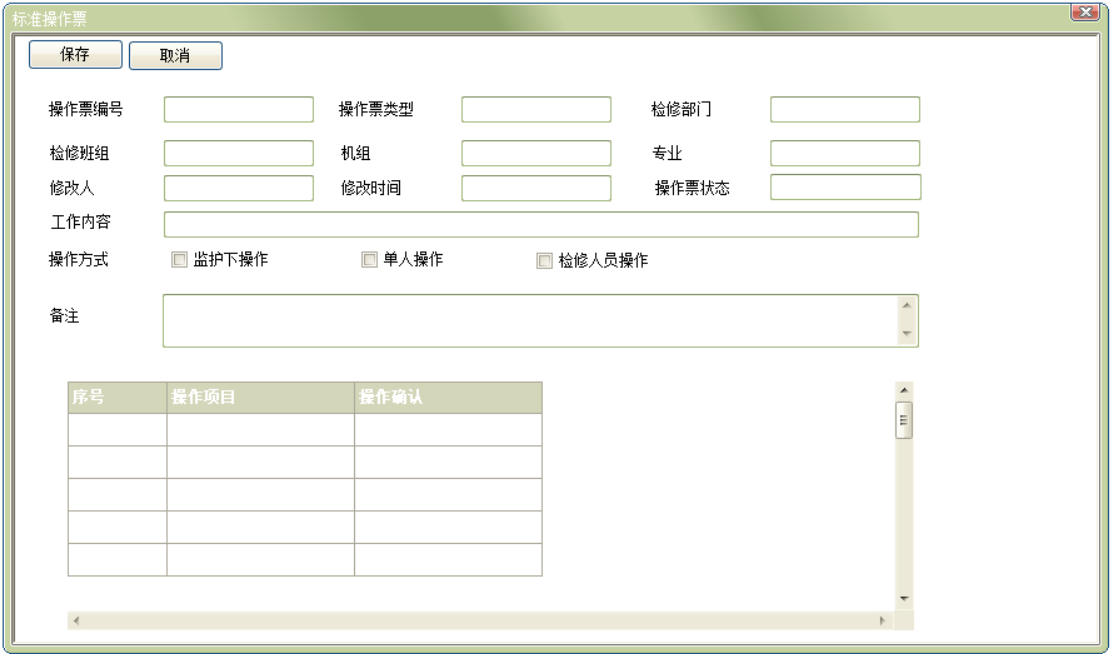 标准操作票
保存 取消
操作票编号 操作票类型 检修部门
检修班组 机组 专业
修改人 修改时间 操作票状态
工作内容
操作方式 监护下操作 单人操作 检修人员操作
备注
序号 操作项目 操作确认